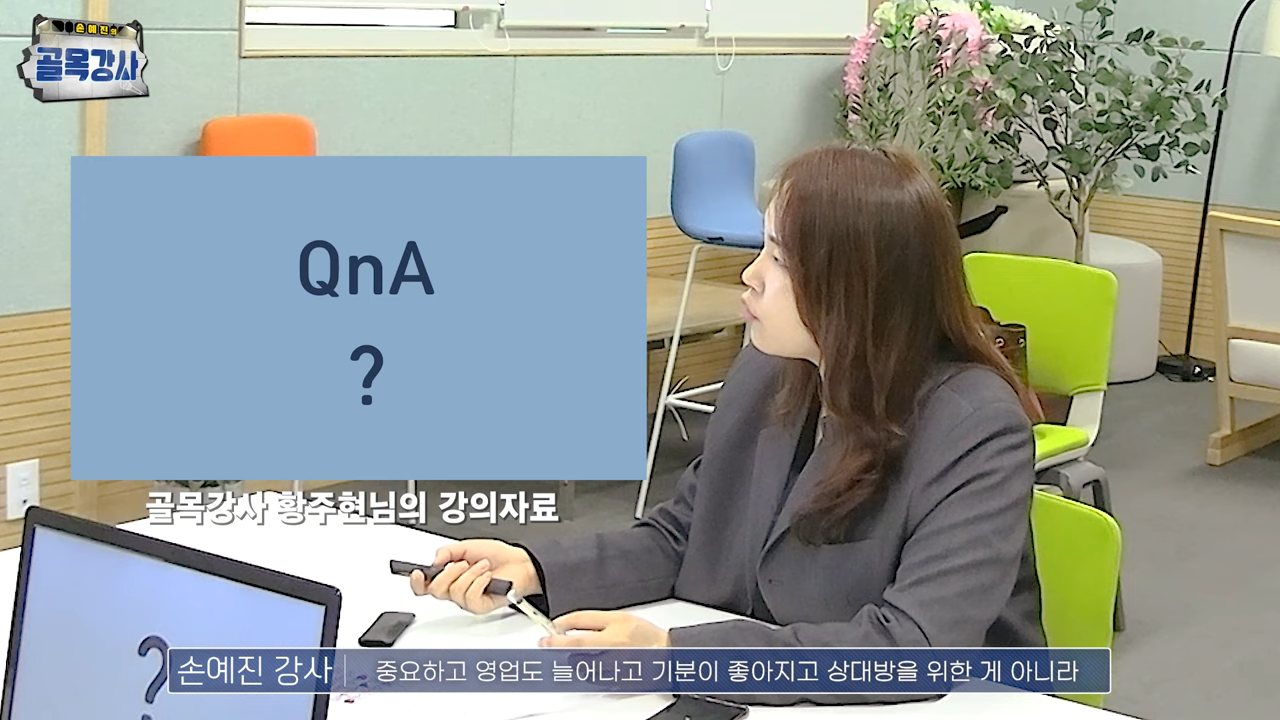 손예진의
골목강사
QnA
?
골목강사 황주현님의 강의자료
?
손예진 강사
중요하고 영업도 늘어나고 기분이 좋아지고 상대방을 위한 게 아니라